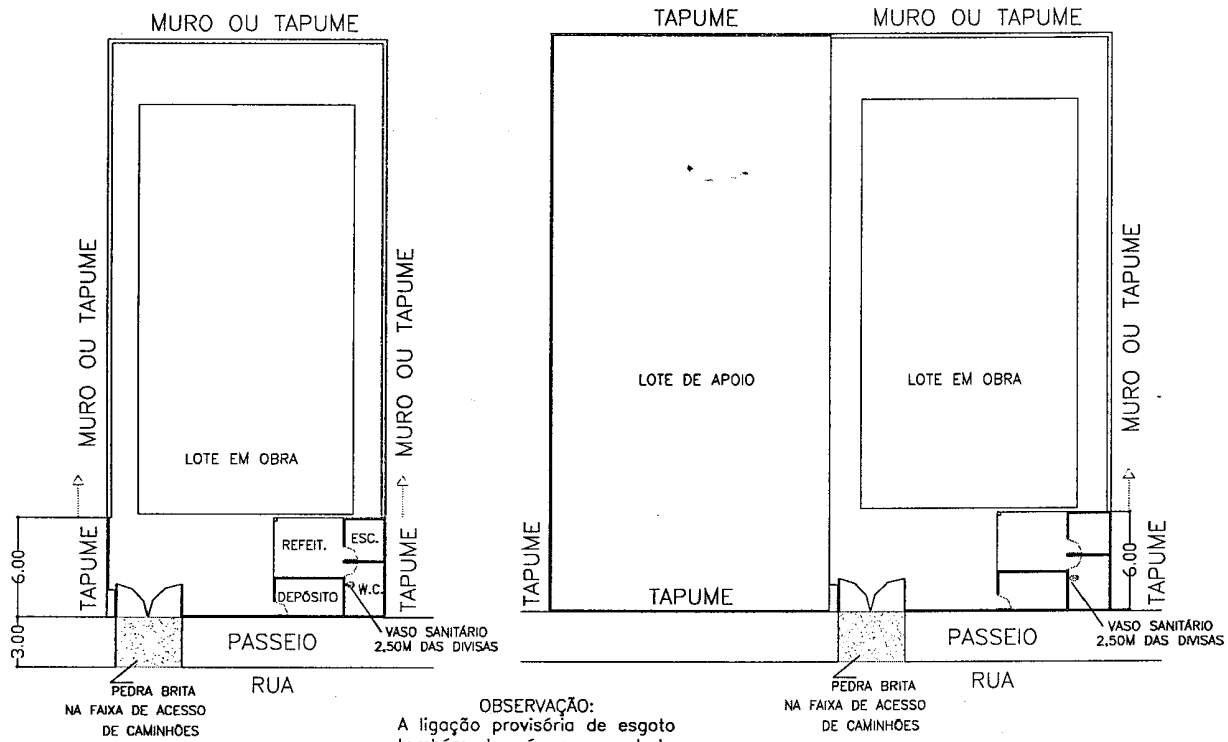 MURO OU TAPUME
MURO OU TAPUME
MURO OU TAPUME
LOTE EM OBRA
TAPUME
TAPUME
6.00
3.00
REFEIT.
ESC.
DEPÓSITO
W.C.
PASSEIO
VASO SANITÁRIO
2,50M DAS DIVISAS
RUA
PEDRA BRITA
NA FAIXA DE ACESSO
DE CAMINHÕES
TAPUME
MURO OU TAPUME
MURO OU TAPUME
LOTE DE APOIO
LOTE EM OBRA
TAPUME
TAPUME
TAPUME
6.00
PASSEIO
VASO SANITÁRIO
2,50M DAS DIVISAS
RUA
PEDRA BRITA
NA FAIXA DE ACESSO
DE CAMINHÕES
OBSERVAÇÃO:
A ligação provisória de esgoto